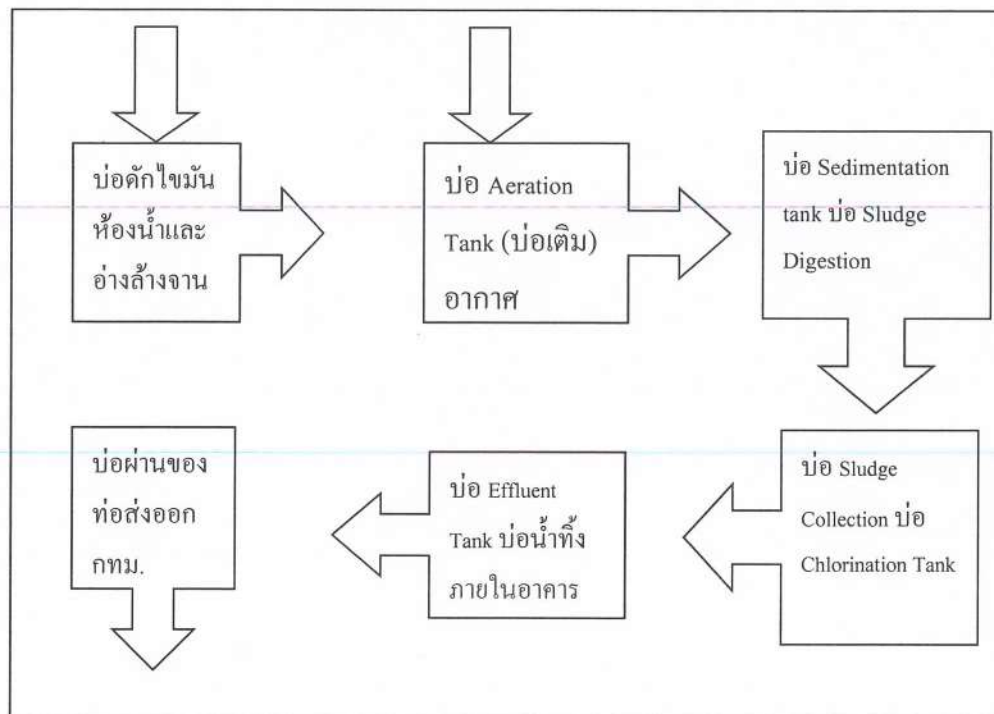 บ่อดักไขมัน
ห้องน้ำและ
อ่างล้างจาน
บ่อ Aeration
Tank (บ่อเติม)
อากาศ
บ่อ Sedimentation
tank บ่อ Sludge
Digestion
บ่อ Sludge
Collection บ่อ
Chlorination Tank
บ่อ Effluent
Tank บ่อน้ำทิ้ง
ภายในอาคาร
บ่อผ่านของ
ท่อส่งออก
กทม.